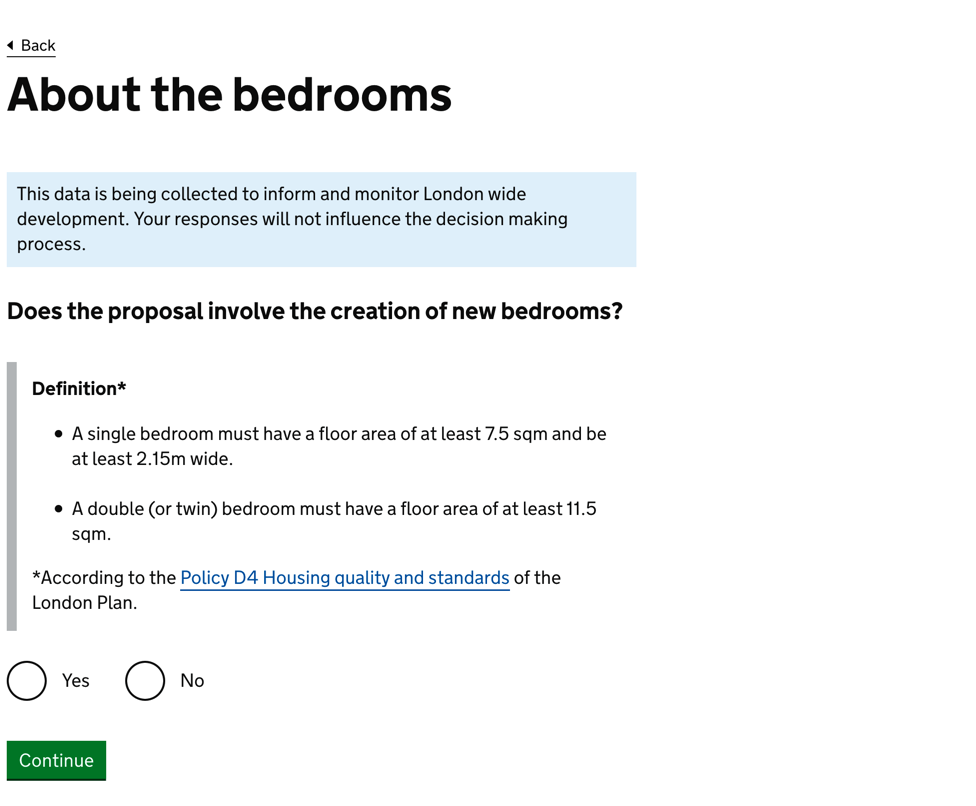 Back
About the bedrooms
This data is being collected to inform and monitor London wide
development. Your responses will not influence the decision making
process.
Does the proposal involve the creation of new bedrooms?
Definition*
• A single bedroom must have a floor area of at least 7.5 sqm and be
at least 2.15m wide.
• A double (or twin) bedroom must have a floor area of at least 11.5
sqm.
*According to the Policy D4 Housing quality and standards of the
London Plan.
Yes No
Continue